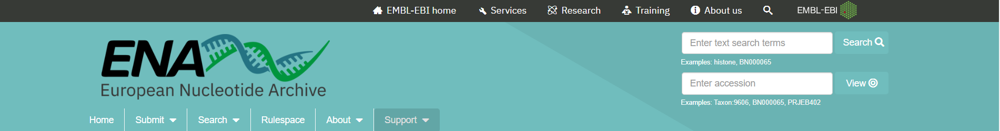 EMBL-EBI home Services Research Training About us EMBL-EBI
ENA
European Nucleotide Archive
Enter text search terms Search
Examples: histone, BN000065
Enter accession View
Examples: Taxon:9606, BN000065, PRJEB402
Home Submit Search Rulespace About Support